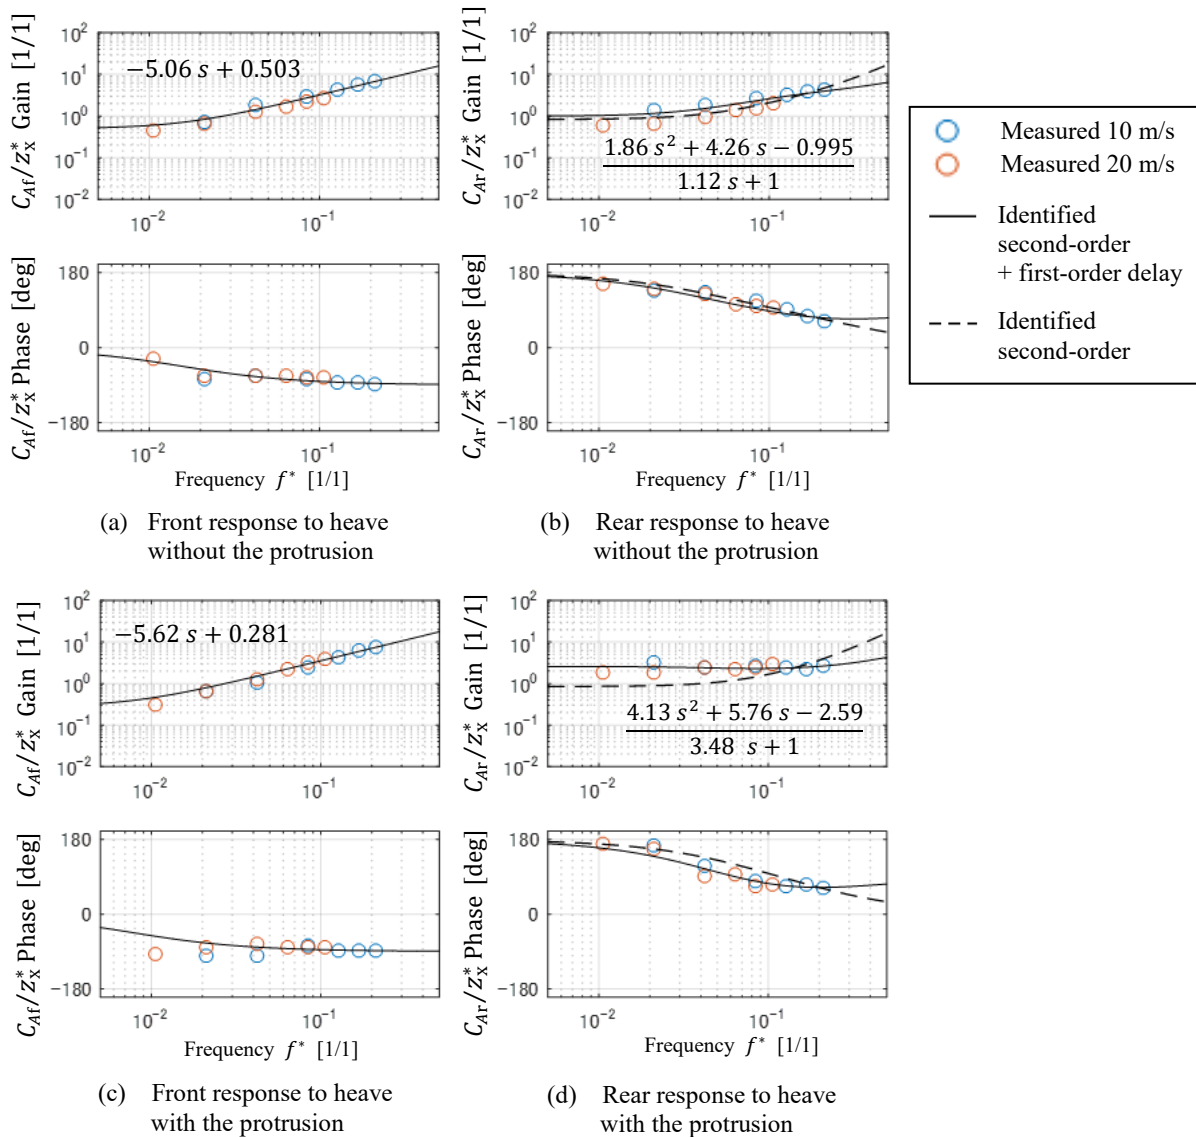 C_Af/z_x^* Gain [1/1]
10^2
10^1
10^0
10^-1
10^-2
−5.06 s + 0.503
10^-2 10^-1
C_Ar/z_x^* Gain [1/1]
10^2
10^1
10^0
10^-1
10^-2
1.86 s^2 + 4.26 s − 0.995
1.12 s + 1
10^-2 10^-1
Measured 10 m/s
Measured 20 m/s
Identified
second-order
+ first-order delay
Identified
second-order
C_Af/z_x^* Phase [deg]
180
0
−180
10^-2 10^-1
Frequency f* [1/1]
C_Ar/z_x^* Phase [deg]
180
0
−180
10^-2 10^-1
Frequency f* [1/1]
(a) Front response to heave
without the protrusion
(b) Rear response to heave
without the protrusion
C_Af/z_x^* Gain [1/1]
10^2
10^1
10^0
10^-1
10^-2
−5.62 s + 0.281
10^-2 10^-1
C_Ar/z_x^* Gain [1/1]
10^2
10^1
10^0
10^-1
10^-2
4.13 s^2 + 5.76 s − 2.59
3.48 s + 1
10^-2 10^-1
C_Af/z_x^* Phase [deg]
180
0
−180
10^-2 10^-1
Frequency f* [1/1]
C_Ar/z_x^* Phase [deg]
180
0
−180
10^-2 10^-1
Frequency f* [1/1]
(c) Front response to heave
with the protrusion
(d) Rear response to heave
with the protrusion